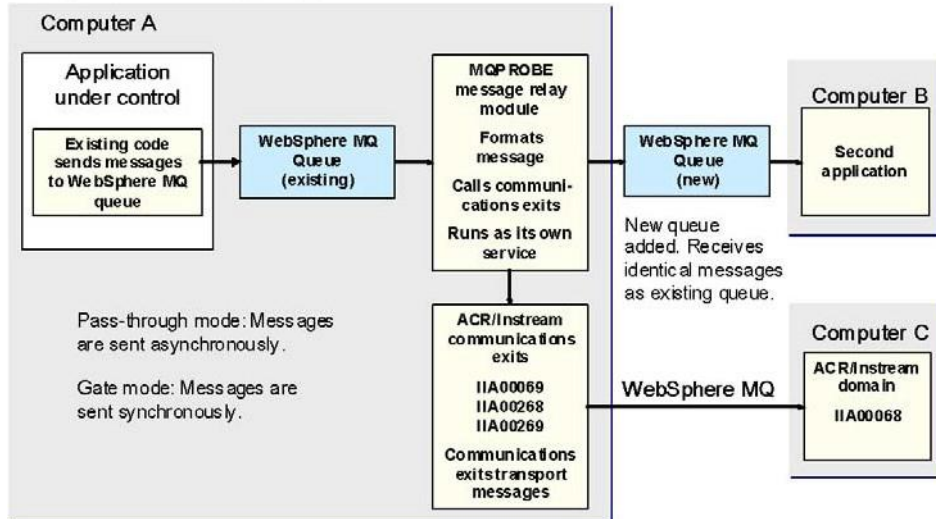 Computer A
Application
under control
Existing code
sends messages
to WebSphere MQ
queue
WebSphere MQ
Queue
(existing)
MQPROBE
message relay
module
Formats
message
Calls communi-
cations exits
Runs as its own
service
WebSphere MQ
Queue
(new)
New queue
added. Receives
identical messages
as existing queue.
Computer B
Second
application
Pass-through mode: Messages
are sent asynchronously.
Gate mode: Messages are
sent synchronously.
ACR/Instream
communications
exits
IIA00069
IIA00268
IIA00269
Communications
exits transport
messages
WebSphere MQ
Computer C
ACR/Instream
domain
IIA00068